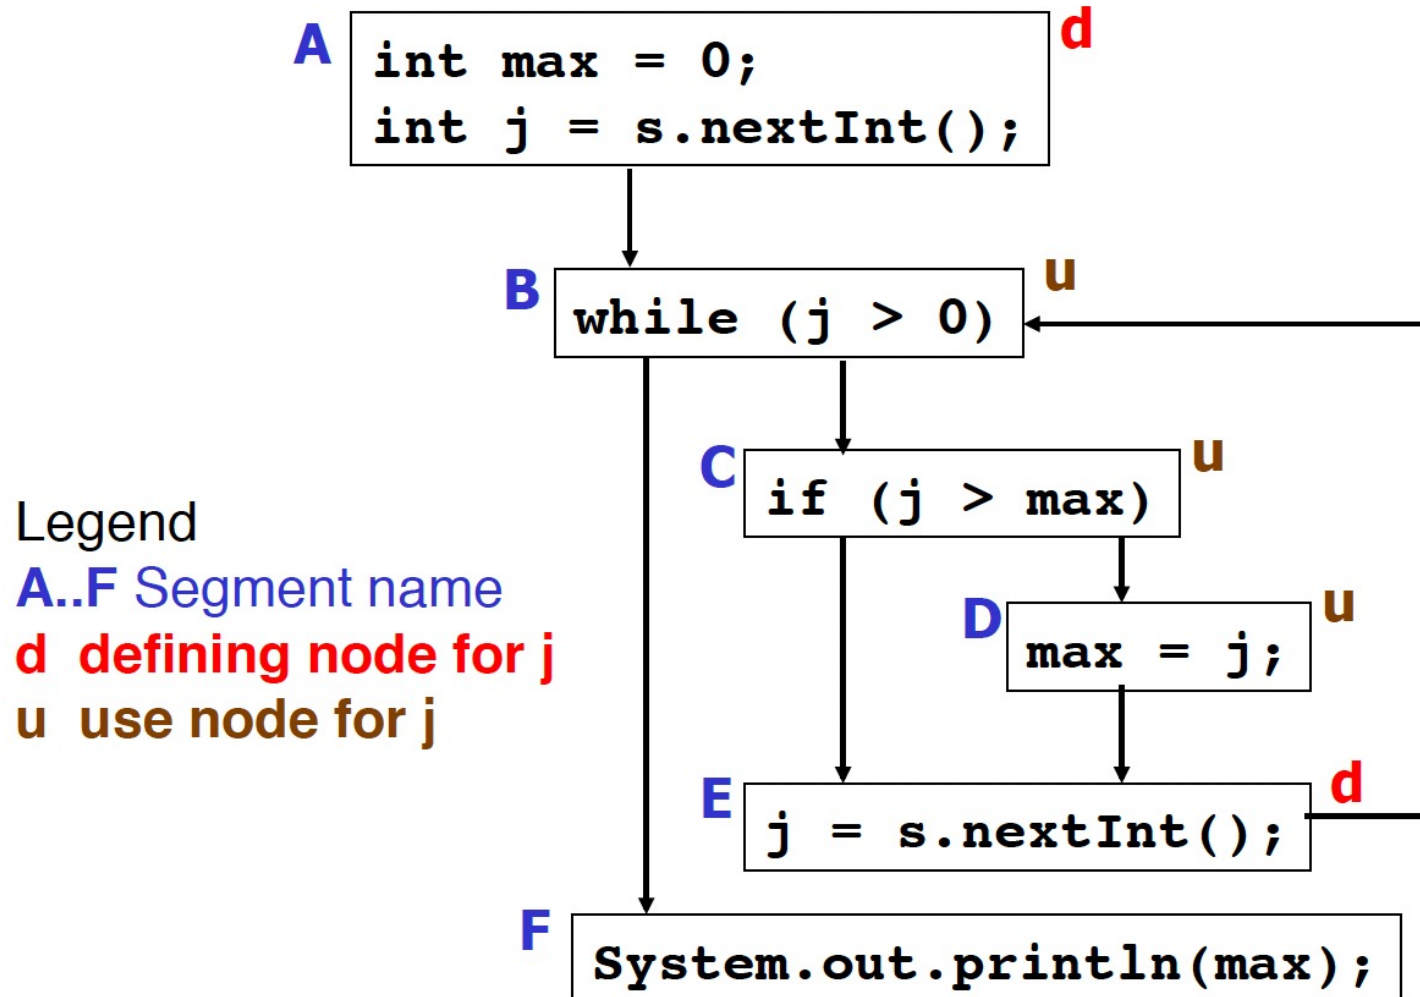 A
int max = 0;
d
int j = s.nextInt();
B
while (j > 0)
u
C
if (j > max)
u
Legend
A..F Segment name
d defining node for j
u use node for j
D
max = j;
u
E
j = s.nextInt();
d
F
System.out.println(max);